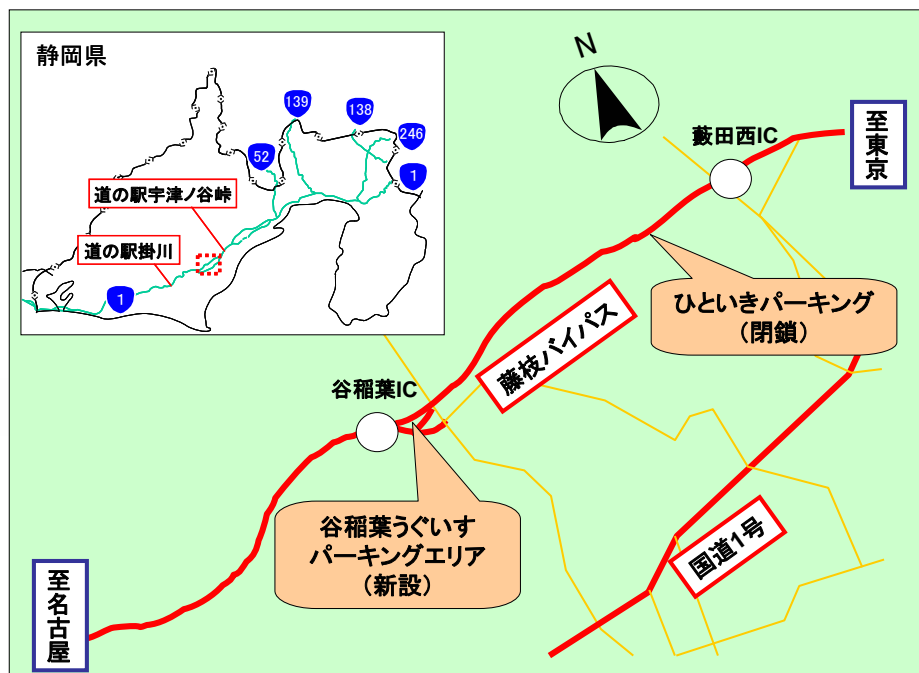 静岡県
139
138
246
52
1
道の駅宇津ノ谷峠
道の駅掛川
1
N
至東京
藪田西IC
ひといきパーキング
（閉鎖）
藤枝バイパス
谷稲葉IC
谷稲葉うぐいす
パーキングエリア
（新設）
国道1号
至名古屋